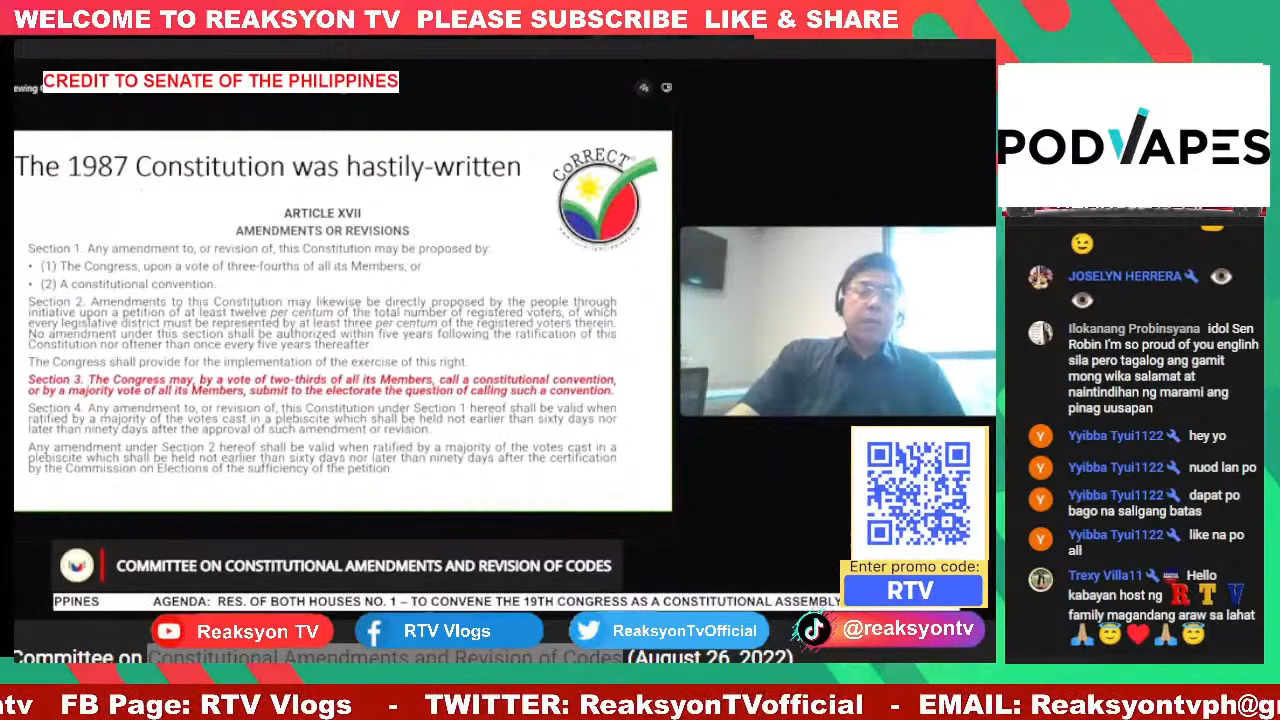 WELCOME TO REAKSYON TV PLEASE SUBSCRIBE LIKE & SHARE
CREDIT TO SENATE OF THE PHILIPPINES
The 1987 Constitution was hastily-written
CORRECT
ARTICLE XVII
AMENDMENTS OR REVISIONS
Section 1. Any amendment to, or revision of, this Constitution may be proposed by:
• (1) The Congress, upon a vote of three-fourths of all its Members; or
• (2) A constitutional convention.
Section 2. Amendments to this Constitution may likewise be directly proposed by the people through
initiative upon a petition of at least twelve per centum of the total number of registered voters, of which
every legislative district must be represented by at least three per centum of the registered voters therein.
No amendment under this section shall be authorized within five years following the ratification of this
Constitution nor oftener than once every five years thereafter.
The Congress shall provide for the implementation of the exercise of this right.
Section 3. The Congress may, by a vote of two-thirds of all its Members, call a constitutional convention,
or by a majority vote of all its Members, submit to the electorate the question of calling such a convention.
Section 4. Any amendment to, or revision of, this Constitution under Section 1 hereof shall be valid when
ratified by a majority of the votes cast in a plebiscite which shall be held not earlier than sixty days nor
later than ninety days after the approval of such amendment or revision.
Any amendment under Section 2 hereof shall be valid when ratified by a majority of the votes cast in a
plebiscite which shall be held not earlier than sixty days nor later than ninety days after the certification
by the Commission on Elections of the sufficiency of the petition.
COMMITTEE ON CONSTITUTIONAL AMENDMENTS AND REVISION OF CODES
PPINES AGENDA: RES. OF BOTH HOUSES NO. 1 – TO CONVENE THE 19TH CONGRESS AS A CONSTITUTIONAL ASSEMBLY
Enter promo code:
RTV
Reaksyon TV
RTV Vlogs
ReaksyonTvOfficial
@reaksyontv
Committee on Constitutional Amendments and Revision of Codes (August 26, 2022)
PODVAPES
JOSELYN HERRERA
Ilokanang Probinsyana idol Sen
Robin I'm so proud of you english
sila pero tagalog ang gamit
mong wika salamat at
naintindihan ng marami ang
pinag uusapan
Y Yyibba Tyui1122 hey yo
Y Yyibba Tyui1122 nuod lan po
Y Yyibba Tyui1122 dapat po
bago na saligang batas
Y Yyibba Tyui1122 like na po
all
Trexy Villa11 Hello
kabayan host ng R T V
family magandang araw sa lahat
ntv FB Page: RTV Vlogs - TWITTER: ReaksyonTVofficial - EMAIL: Reaksyontvph@g